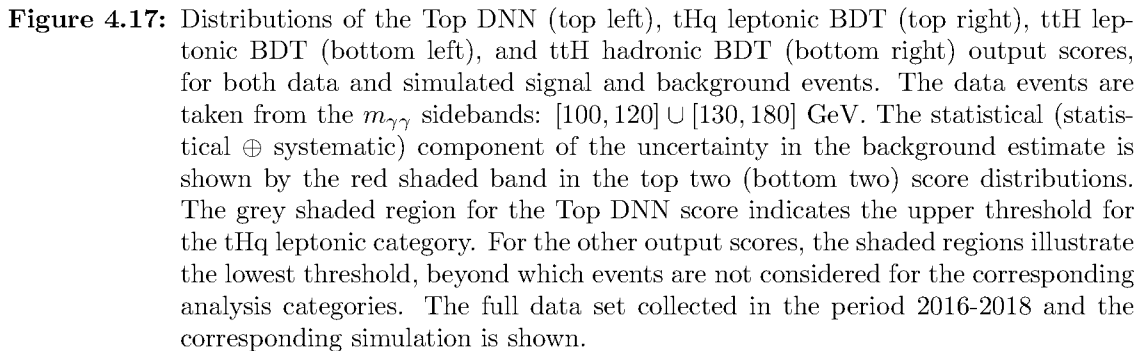 Figure 4.17: Distributions of the Top DNN (top left), tHq leptonic BDT (top right), ttH lep-
tonic BDT (bottom left), and ttH hadronic BDT (bottom right) output scores,
for both data and simulated signal and background events. The data events are
taken from the mγγ sidebands: [100, 120] ∪ [130, 180] GeV. The statistical (statis-
tical ⊕ systematic) component of the uncertainty in the background estimate is
shown by the red shaded band in the top two (bottom two) score distributions.
The grey shaded region for the Top DNN score indicates the upper threshold for
the tHq leptonic category. For the other output scores, the shaded regions illustrate
the lowest threshold, beyond which events are not considered for the corresponding
analysis categories. The full data set collected in the period 2016-2018 and the
corresponding simulation is shown.